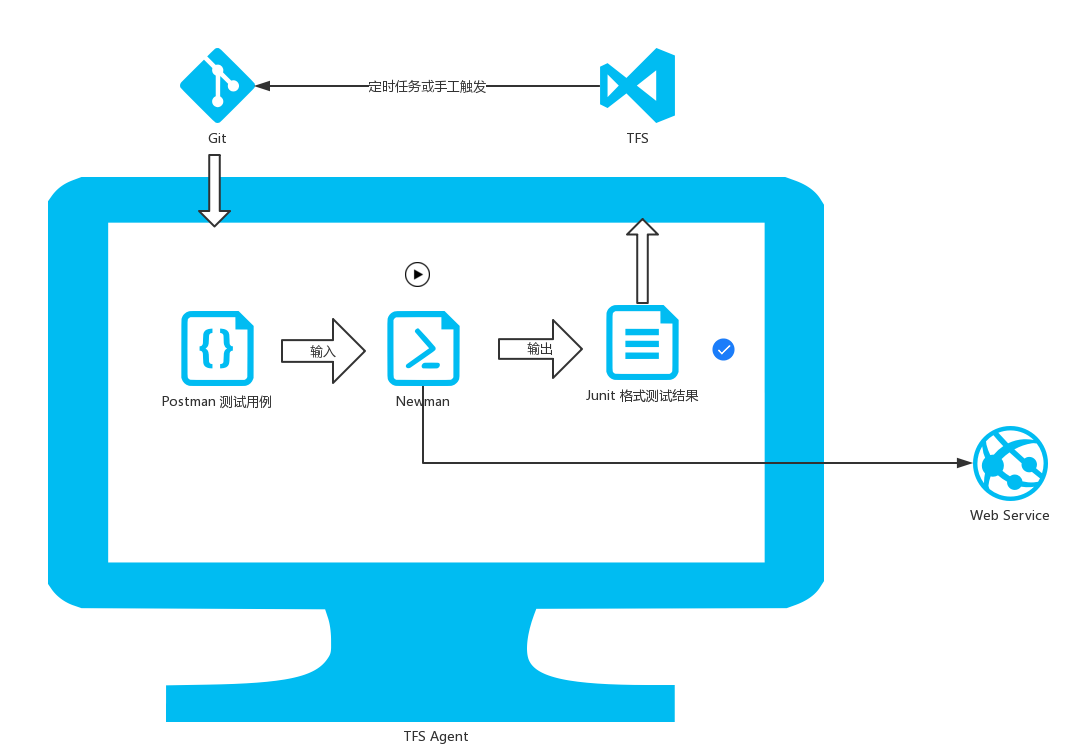 定时任务或手工触发
Git
TFS
输入
输出
Postman 测试用例
Newman
Junit 格式测试结果
Web Service
TFS Agent